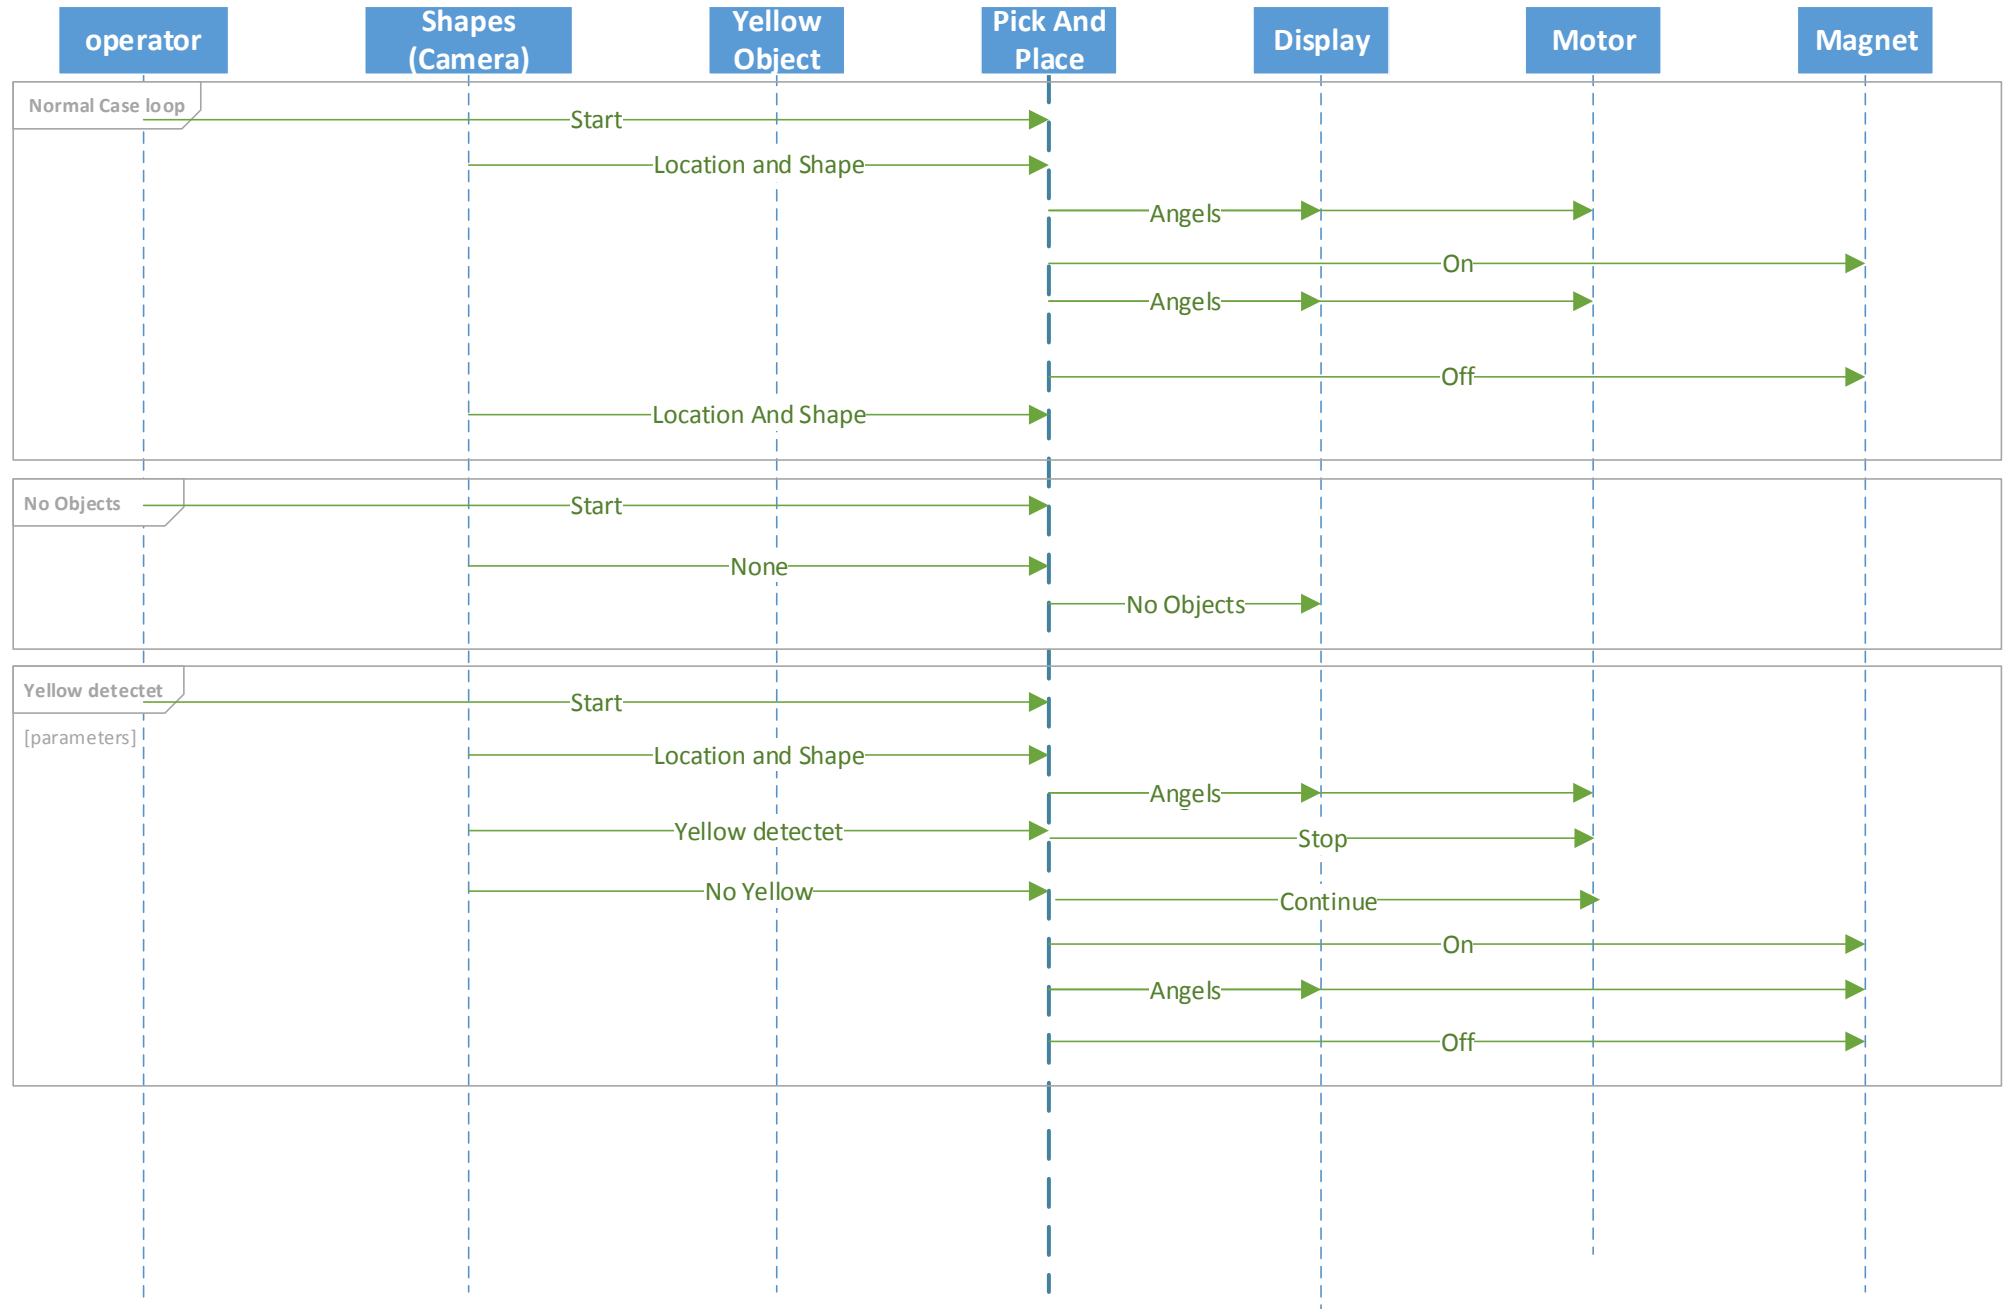 operator
Shapes
(Camera)
Yellow
Object
Pick And
Place
Display
Motor
Magnet
Normal Case loop
Start
Location and Shape
Angels
On
Angels
Off
Location And Shape
No Objects
Start
None
No Objects
Yellow detectet
Start
[parameters]
Location and Shape
Angels
Yellow detectet
Stop
No Yellow
Continue
On
Angels
Off